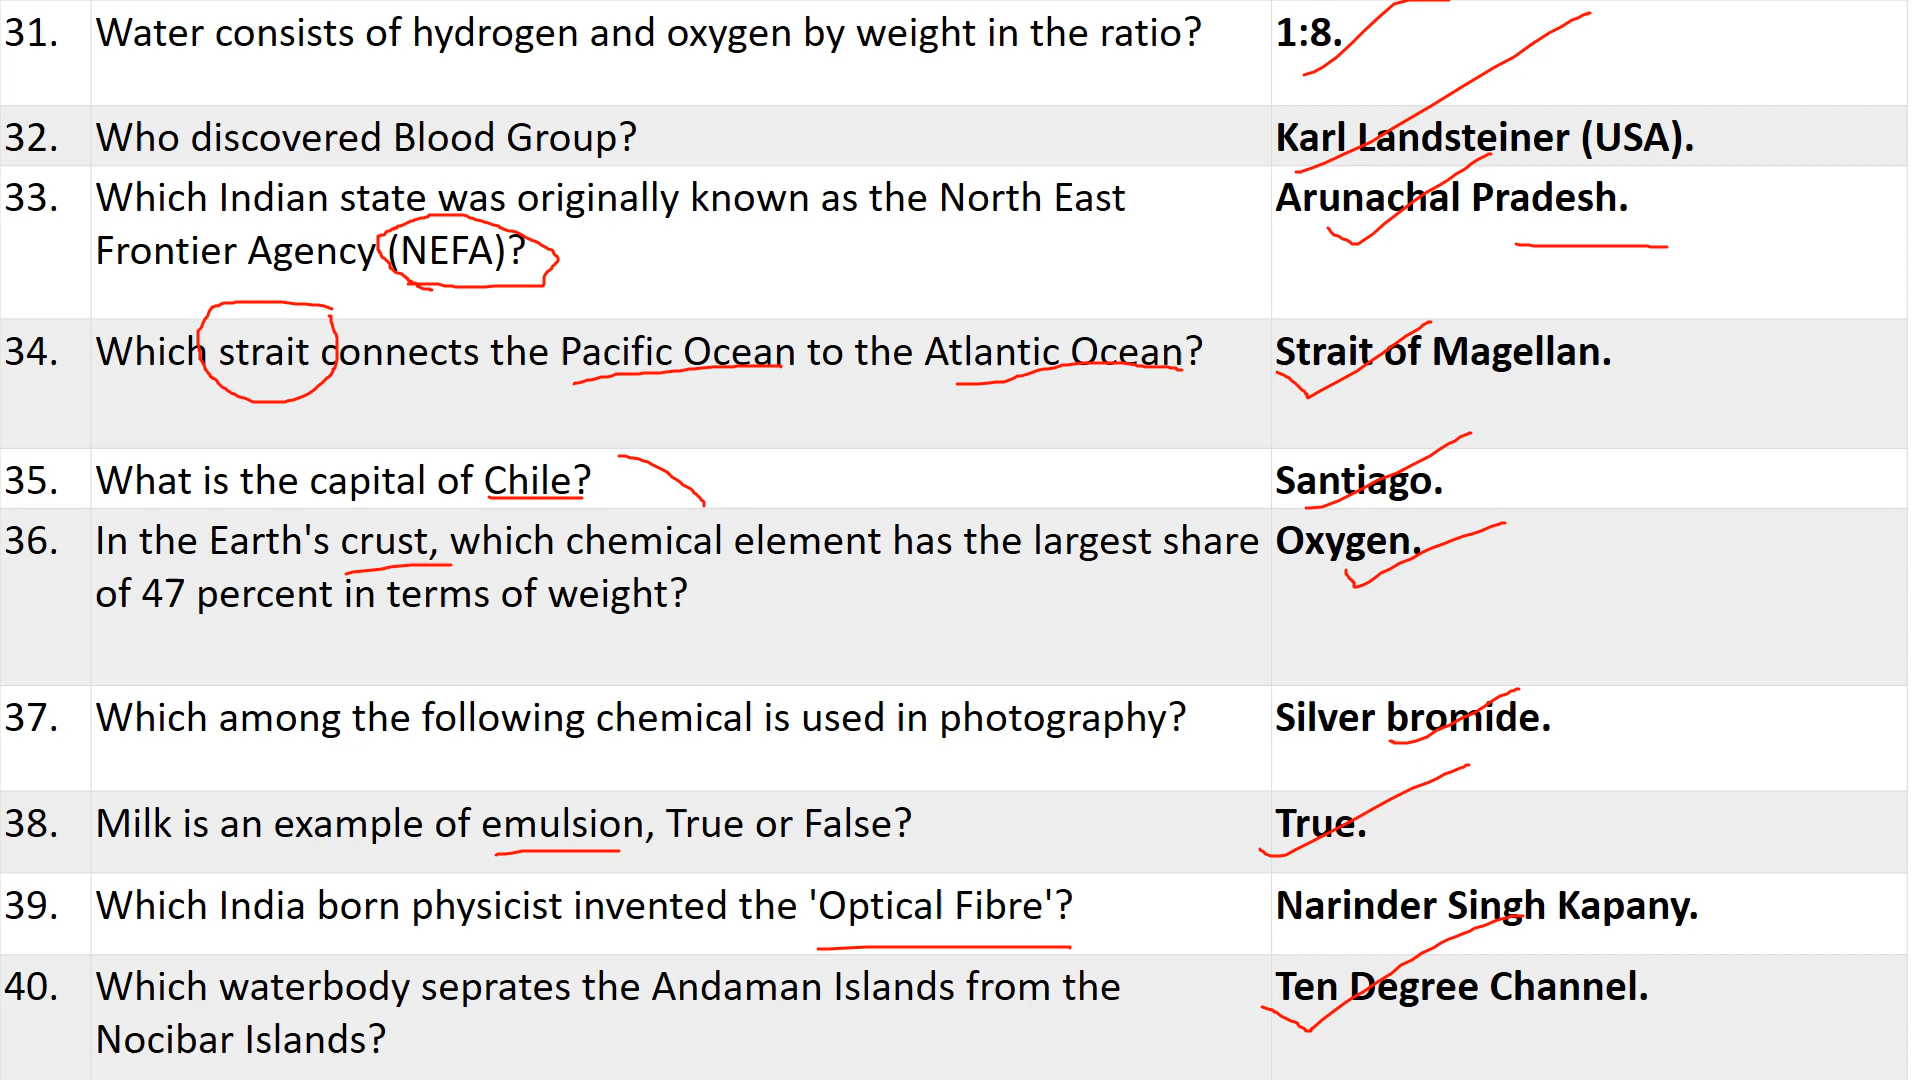 31. Water consists of hydrogen and oxygen by weight in the ratio? 1:8.
32. Who discovered Blood Group? Karl Landsteiner (USA).
33. Which Indian state was originally known as the North East Arunachal Pradesh.
Frontier Agency (NEFA)?
34. Which strait connects the Pacific Ocean to the Atlantic Ocean? Strait of Magellan.
35. What is the capital of Chile? Santiago.
36. In the Earth's crust, which chemical element has the largest share Oxygen.
of 47 percent in terms of weight?
37. Which among the following chemical is used in photography? Silver bromide.
38. Milk is an example of emulsion, True or False? True.
39. Which India born physicist invented the 'Optical Fibre'? Narinder Singh Kapany.
40. Which waterbody seprates the Andaman Islands from the Ten Degree Channel.
Nocibar Islands?